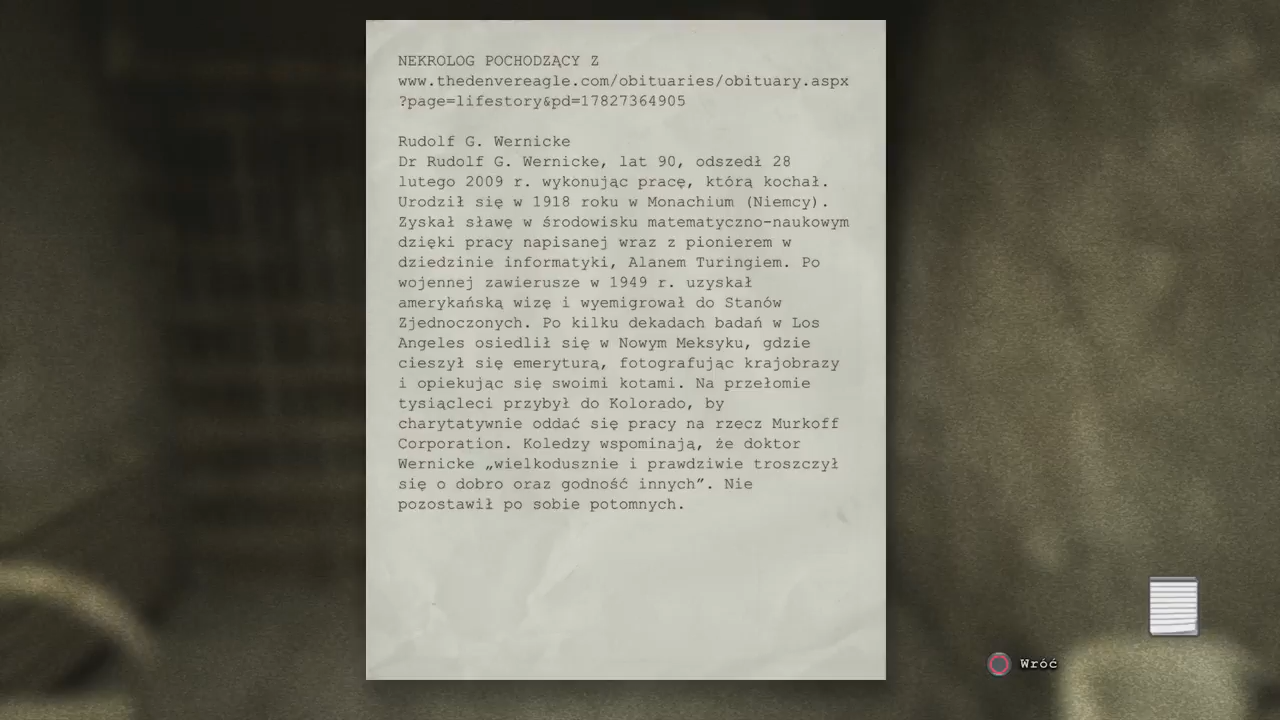 NEKROLOG POCHODZĄCY Z
www.thedenvereagle.com/obituaries/obituary.aspx
?page=lifestory&pd=17827364905
Rudolf G. Wernicke
Dr Rudolf G. Wernicke, lat 90, odszedł 28
lutego 2009 r. wykonując pracę, którą kochał.
Urodził się w 1918 roku w Monachium (Niemcy).
Zyskał sławę w środowisku matematyczno-naukowym
dzięki pracy napisanej wraz z pionierem w
dziedzinie informatyki, Alanem Turingiem. Po
wojennej zawierusze w 1949 r. uzyskał
amerykańską wizę i wyemigrował do Stanów
Zjednoczonych. Po kilku dekadach badań w Los
Angeles osiedlił się w Nowym Meksyku, gdzie
cieszył się emeryturą, fotografując krajobrazy
i opiekując się swoimi kotami. Na przełomie
tysiącleci przybył do Kolorado, by
charytatywnie oddać się pracy na rzecz Murkoff
Corporation. Koledzy wspominają, że doktor
Wernicke „wielkodusznie i prawdziwie troszczył
się o dobro oraz godność innych”. Nie
pozostawił po sobie potomnych.
Wróć